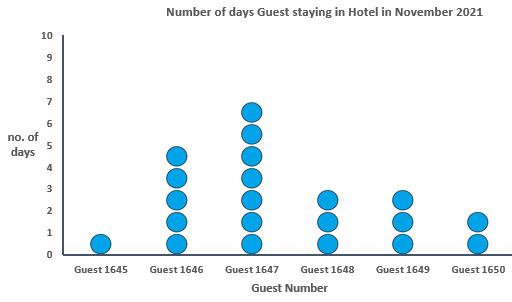 Number of days Guest staying in Hotel in November 2021
10
9
8
7
6
5
4
3
2
1
0
no. of
days
Guest 1645 Guest 1646 Guest 1647 Guest 1648 Guest 1649 Guest 1650
Guest Number